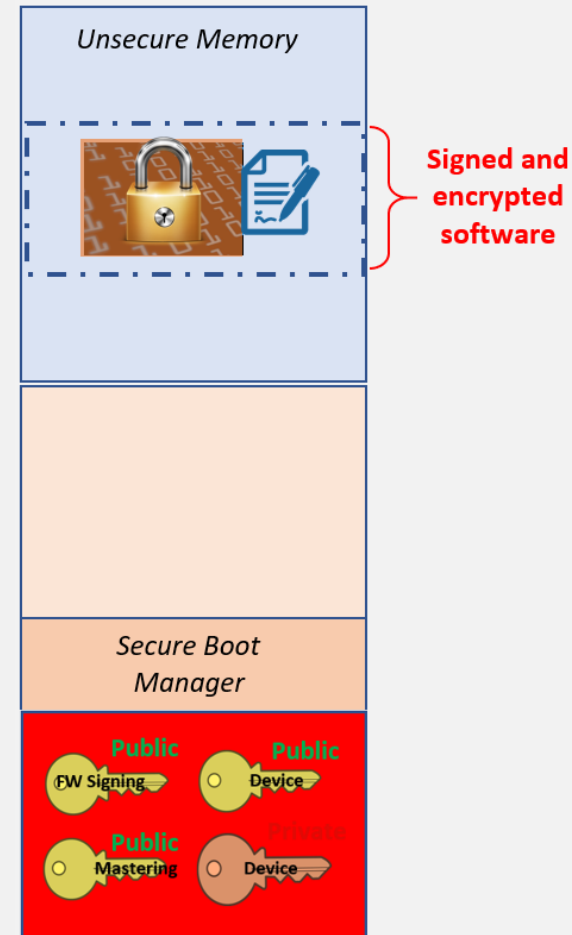 Unsecure Memory
Signed and
encrypted
software
Secure Boot
Manager
Public
Public
FW Signing
Device
Public
Private
Mastering
Device